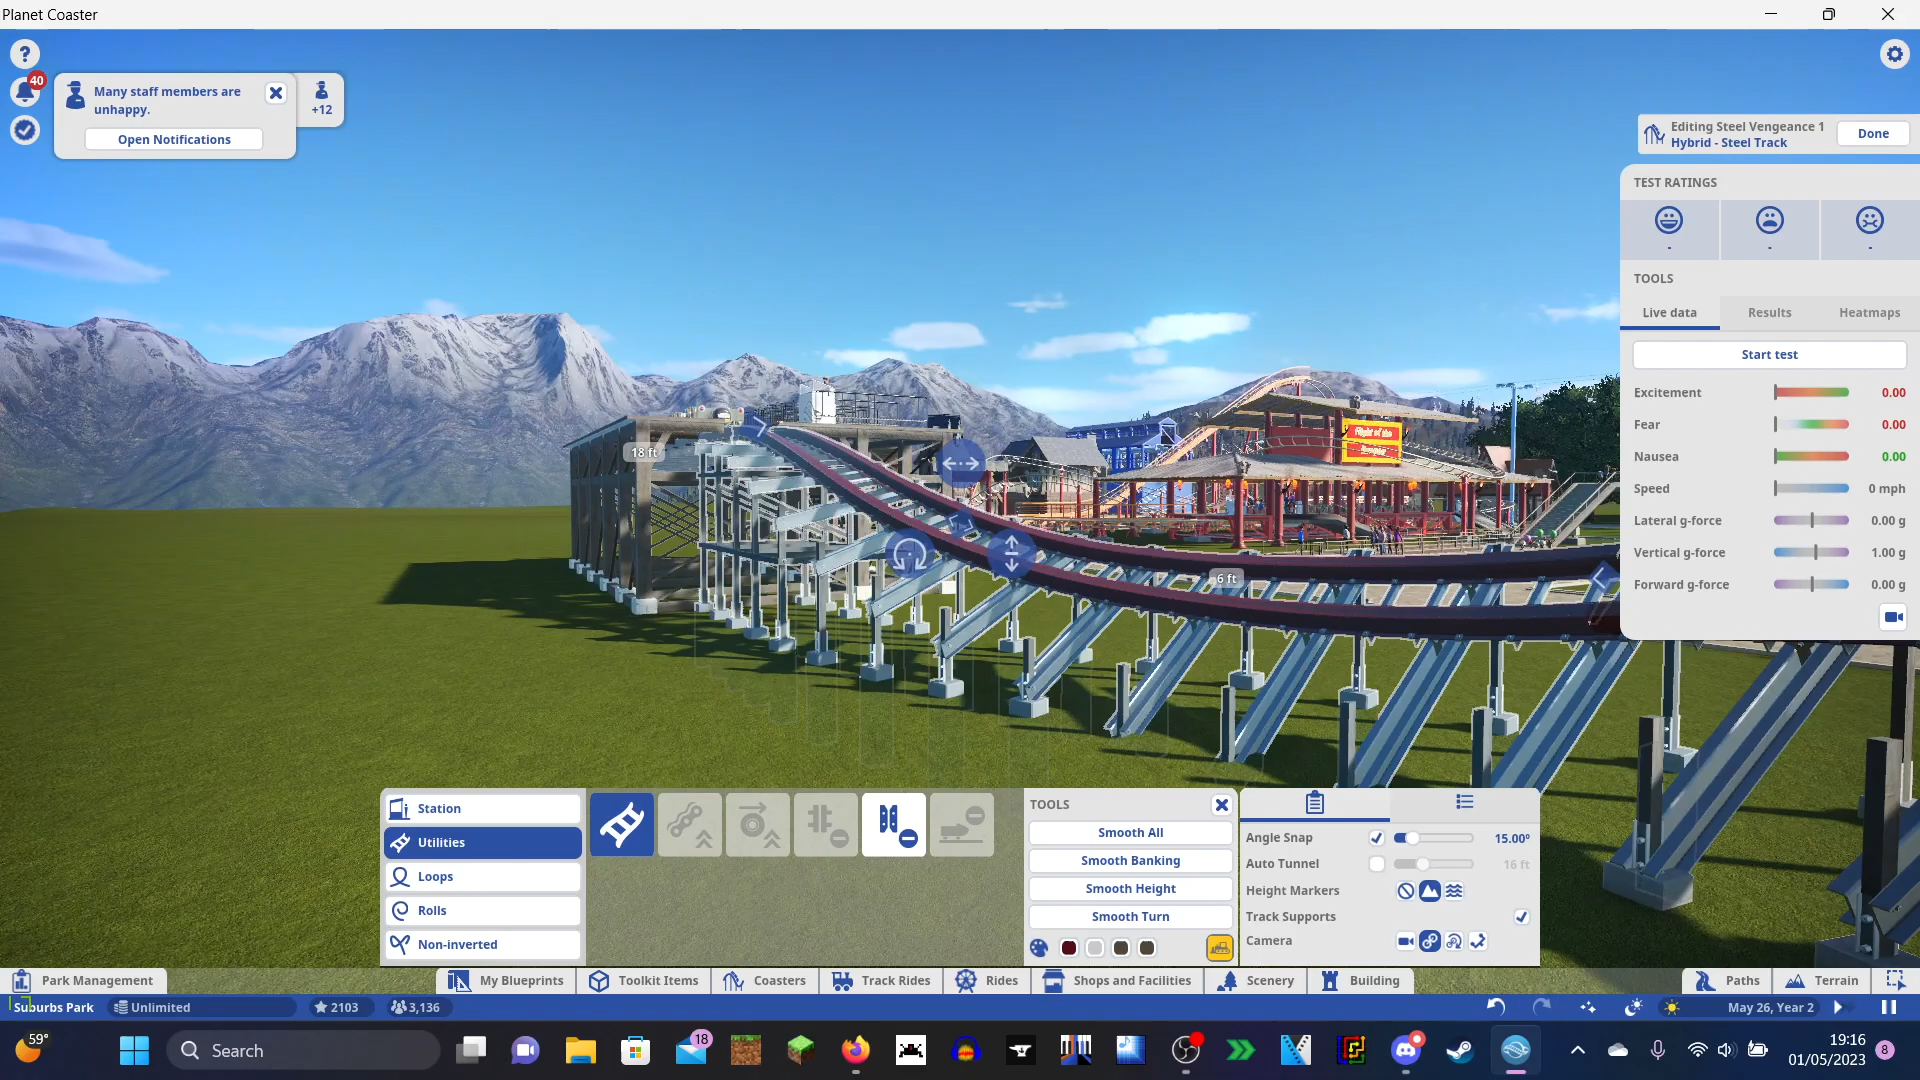 Planet Coaster
?
40
Many staff members are
unhappy.
+12
Open Notifications
Editing Steel Vengeance 1
Hybrid - Steel Track
Done
TEST RATINGS
- - -
TOOLS
Live data Results Heatmaps
Start test
Excitement 0.00
Fear 0.00
Nausea 0.00
Speed 0 mph
Lateral g-force 0.00 g
Vertical g-force 1.00 g
Forward g-force 0.00 g
18 ft
6 ft
Flight of the
Station
Utilities
Loops
Rolls
Non-inverted
TOOLS
Smooth All
Smooth Banking
Smooth Height
Smooth Turn
Angle Snap 15.00°
Auto Tunnel 16 ft
Height Markers
Track Supports
Camera
Park Management My Blueprints Toolkit Items Coasters Track Rides Rides Shops and Facilities Scenery Building Paths Terrain
Suburbs Park Unlimited 2103 3,136 May 26, Year 2
59°
Search
18
19:16
01/05/2023
8